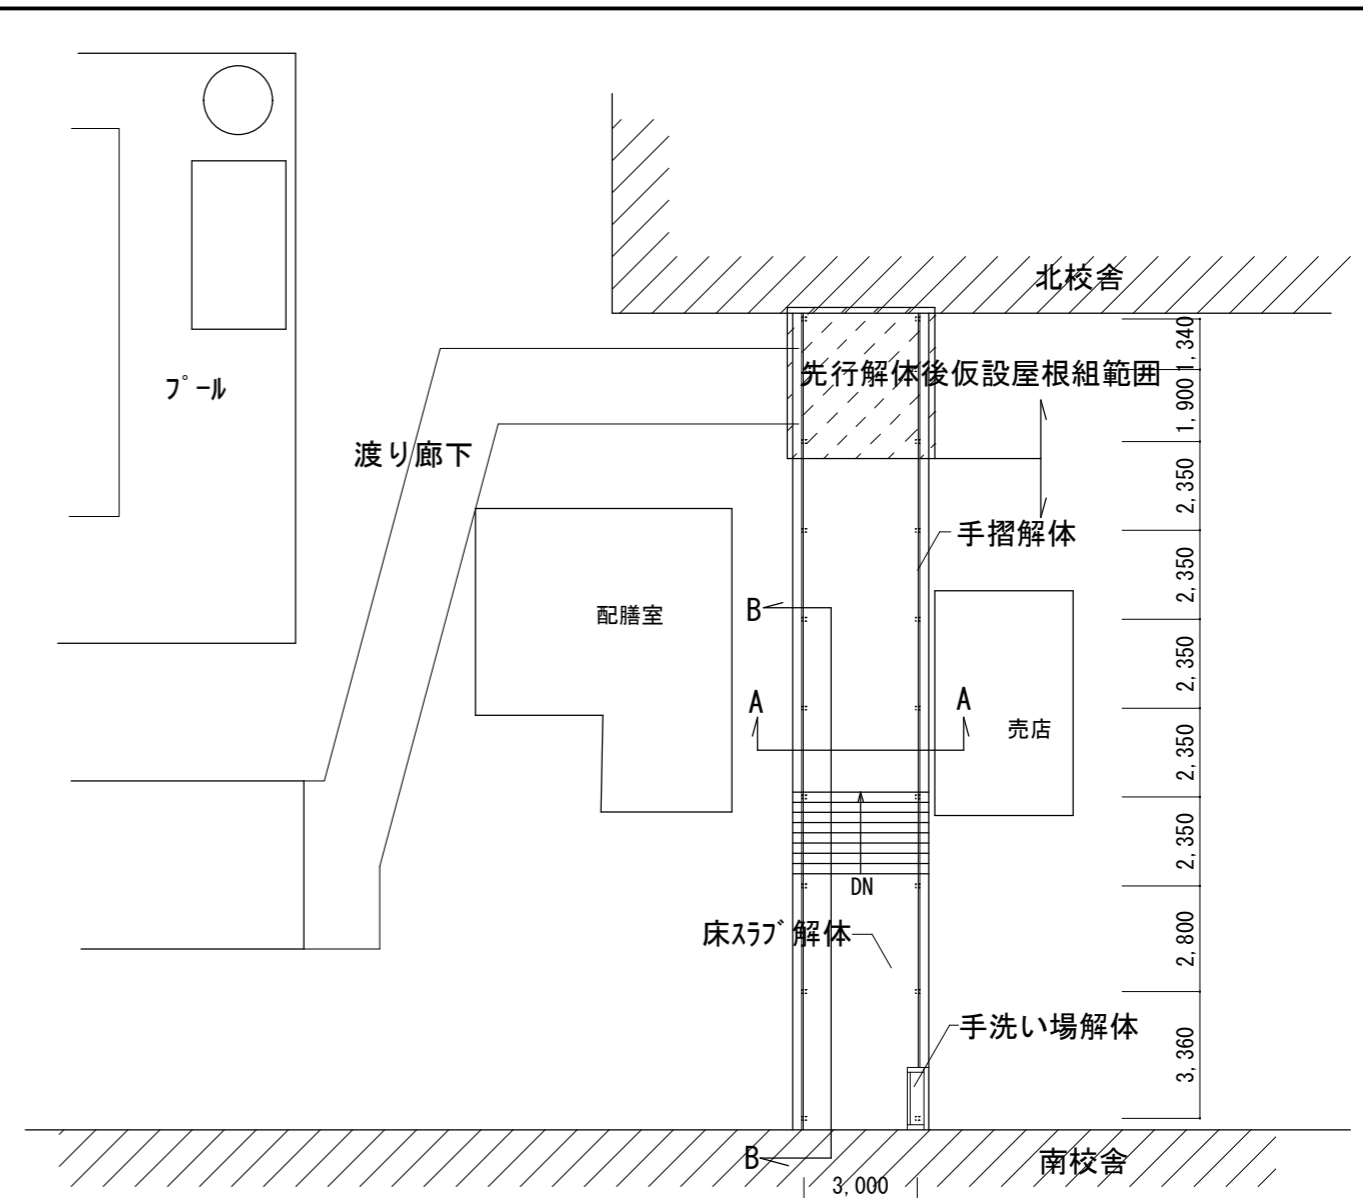 北校舎
1,340
先行解体後仮設屋根組範囲
プール
1,900
渡り廊下
2,350
手摺解体
2,350
B
配膳室
2,350
A
A
売店
2,350
2,350
DN
床スラブ解体
2,800
手洗い場解体
3,360
B
南校舎
3,000